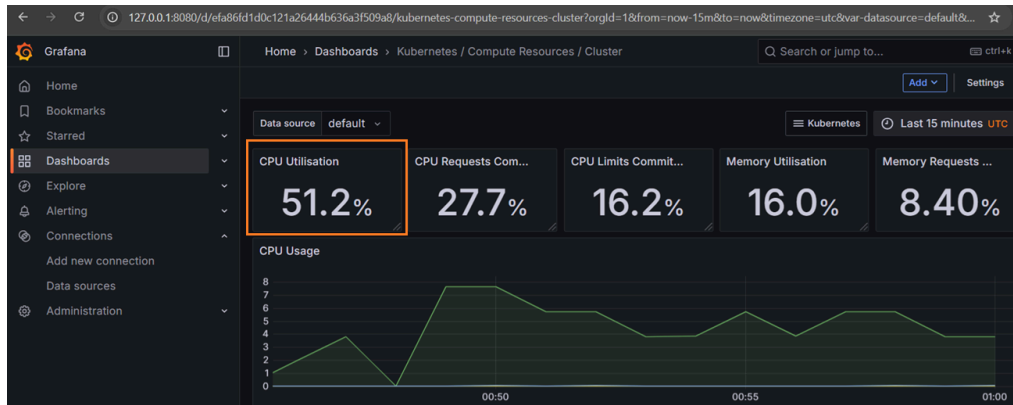 127.0.0.1:8080/d/efa86fd1d0c121a26444b636a3f509a8/kubernetes-compute-resources-cluster?orgId=1&from=now-15m&to=now&timezone=utc&var-datasource=default&...
Grafana
Home › Dashboards › Kubernetes / Compute Resources / Cluster
Search or jump to...
ctrl+k
Home
Bookmarks
Starred
Dashboards
Explore
Alerting
Connections
Add new connection
Data sources
Administration
Add
Settings
Data source default
Kubernetes
Last 15 minutes UTC
CPU Utilisation
51.2%
CPU Requests Com...
27.7%
CPU Limits Commit...
16.2%
Memory Utilisation
16.0%
Memory Requests ...
8.40%
CPU Usage
8
7
6
5
4
3
2
1
0
00:50 00:55 01:00